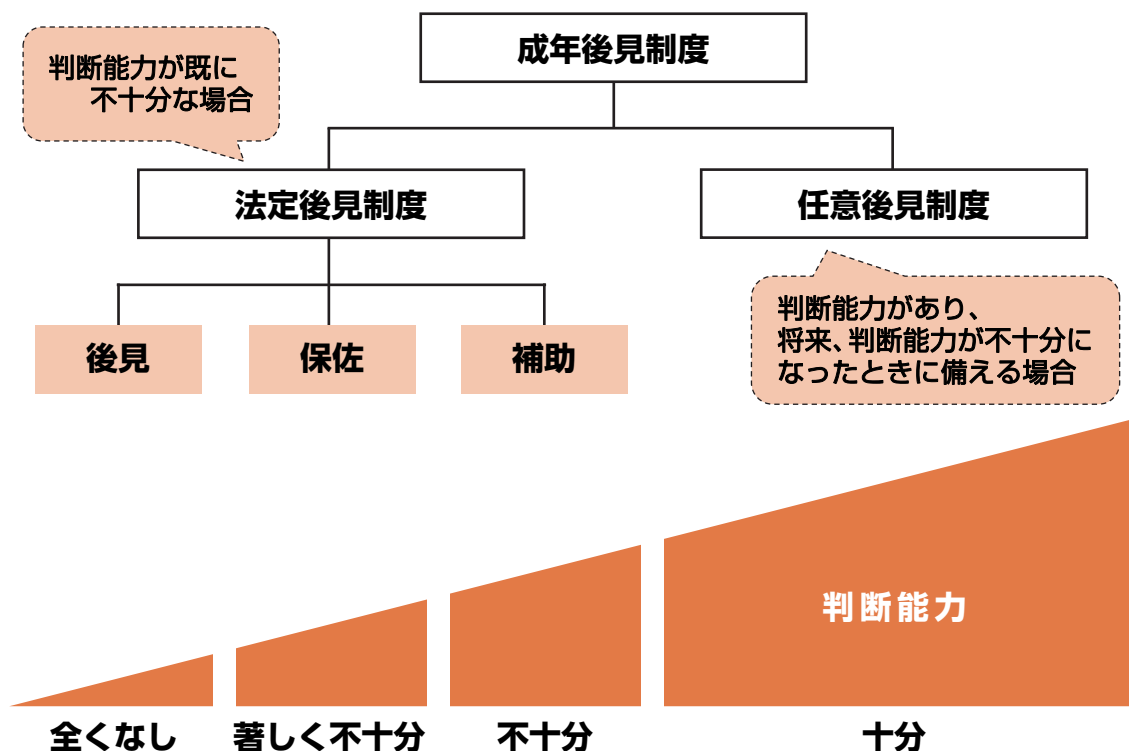 成年後見制度
判断能力が既に
不十分な場合
法定後見制度
任意後見制度
判断能力があり、
将来、判断能力が不十分に
なったときに備える場合
後見
保佐
補助
判断能力
全くなし
著しく不十分
不十分
十分